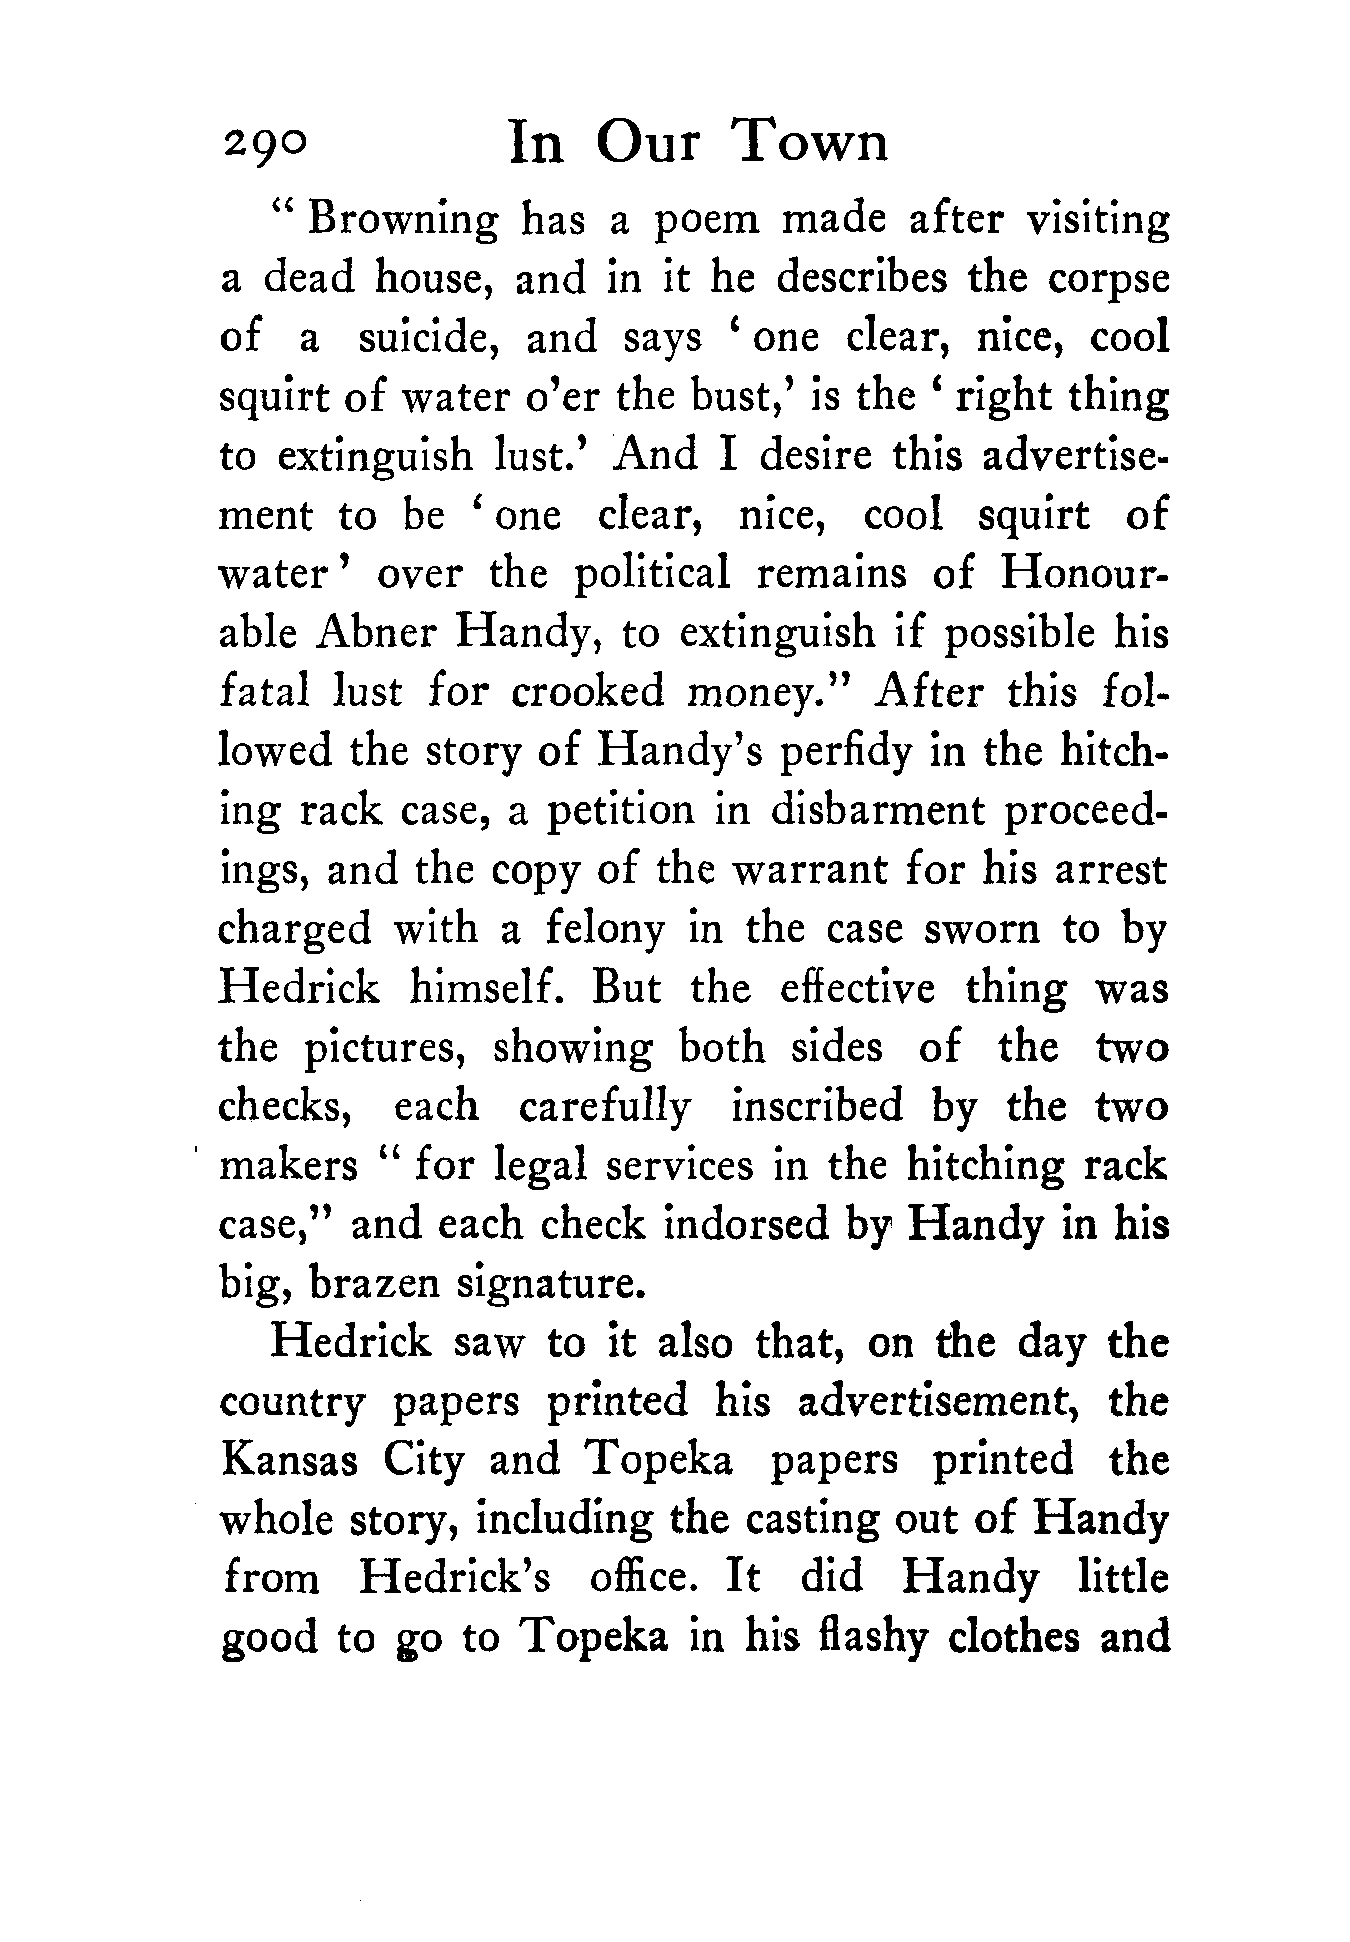 290 In Our Town
" Browning has a poem made after visiting
a dead house, and in it he describes the corpse
of a suicide, and says ' one clear, nice, cool
squirt of water o'er the bust,' is the ' right thing
to extinguish lust.' And I desire this advertise-
ment to be ' one clear, nice, cool squirt of
water ' over the political remains of Honour-
able Abner Handy, to extinguish if possible his
fatal lust for crooked money." After this fol-
lowed the story of Handy's perfidy in the hitch-
ing rack case, a petition in disbarment proceed-
ings, and the copy of the warrant for his arrest
charged with a felony in the case sworn to by
Hedrick himself. But the effective thing was
the pictures, showing both sides of the two
checks, each carefully inscribed by the two
makers " for legal services in the hitching rack
case," and each check indorsed by Handy in his
big, brazen signature.
Hedrick saw to it also that, on the day the
country papers printed his advertisement, the
Kansas City and Topeka papers printed the
whole story, including the casting out of Handy
from Hedrick's office. It did Handy little
good to go to Topeka in his flashy clothes and